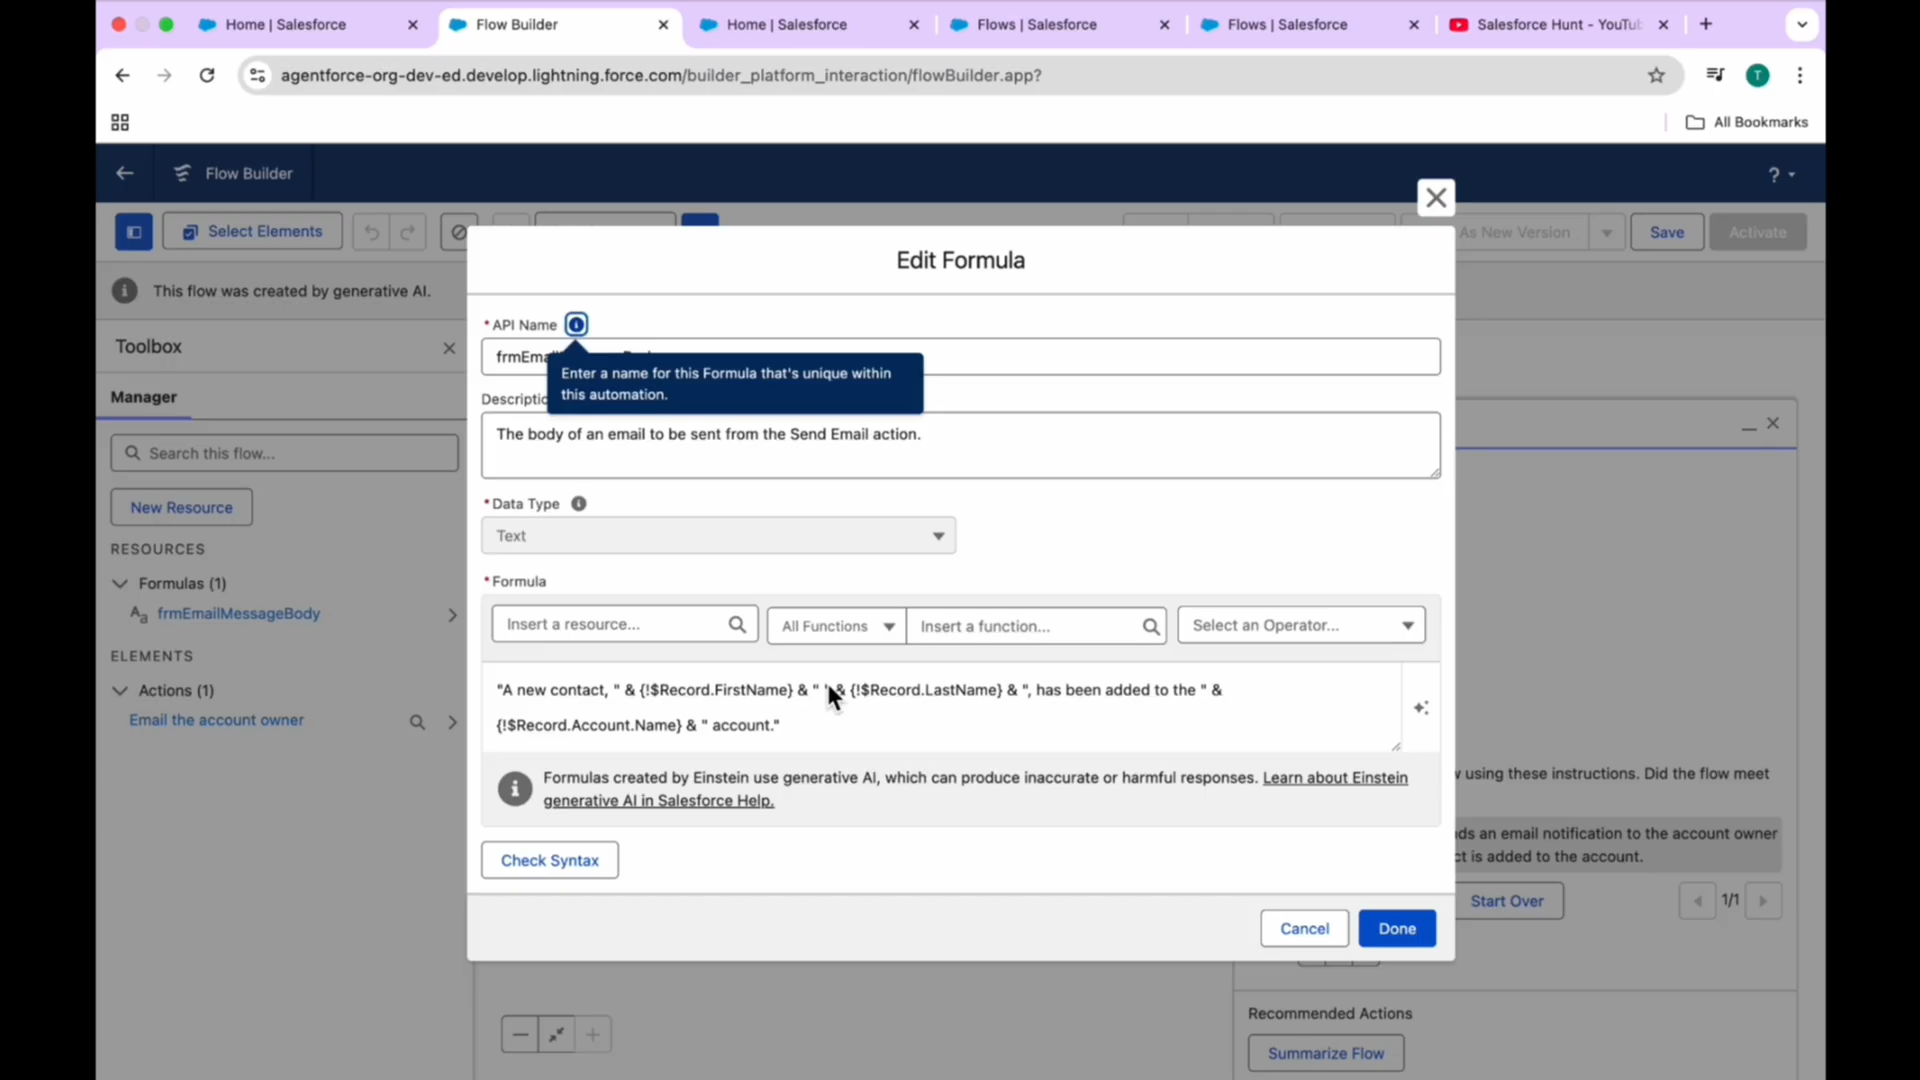 Home | Salesforce
Flow Builder
Home | Salesforce
Flows | Salesforce
Flows | Salesforce
Salesforce Hunt - YouTub
agentforce-org-dev-ed.develop.lightning.force.com/builder_platform_interaction/flowBuilder.app?
T
All Bookmarks
Flow Builder
?
Select Elements
As New Version
Save
Activate
This flow was created by generative AI.
Toolbox
Manager
Search this flow...
New Resource
RESOURCES
Formulas (1)
frmEmailMessageBody
ELEMENTS
Actions (1)
Email the account owner
Edit Formula
* API Name
frmEma
Enter a name for this Formula that's unique within
this automation.
Descriptio
The body of an email to be sent from the Send Email action.
* Data Type
Text
* Formula
Insert a resource...
All Functions
Insert a function...
Select an Operator...
"A new contact, " & {!$Record.FirstName} & " " & {!$Record.LastName} & ", has been added to the " &
{!$Record.Account.Name} & " account."
Formulas created by Einstein use generative AI, which can produce inaccurate or harmful responses. Learn about Einstein
generative AI in Salesforce Help.
Check Syntax
Cancel
Done
using these instructions. Did the flow meet
ds an email notification to the account owner
ct is added to the account.
Start Over
1/1
Recommended Actions
Summarize Flow